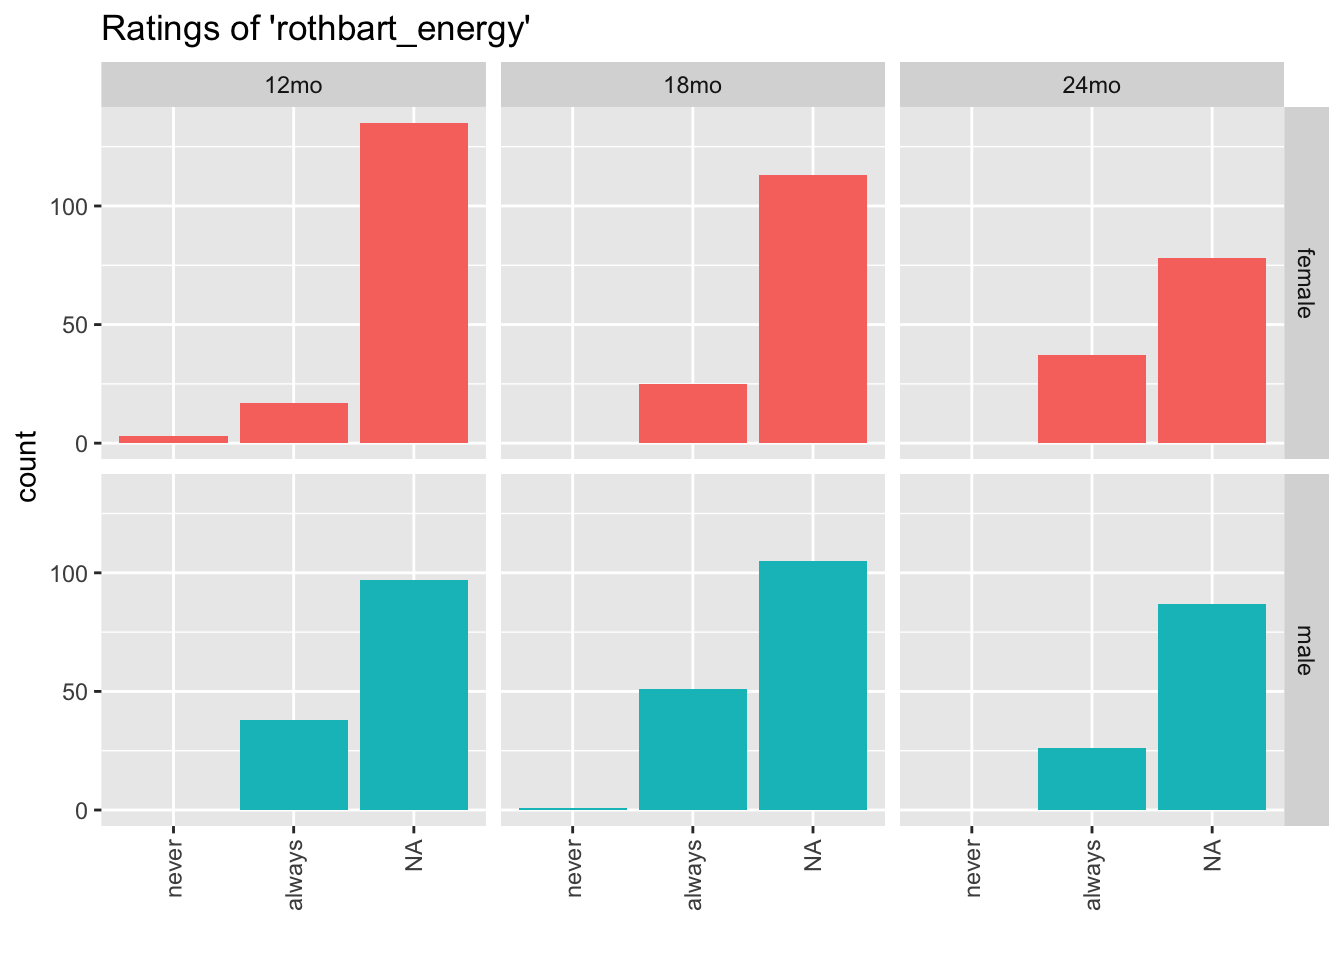 Ratings of 'rothbart_energy'
12mo
18mo
24mo
100
50
0
female
count
100
50
0
male
never
always
NA
never
always
NA
never
always
NA